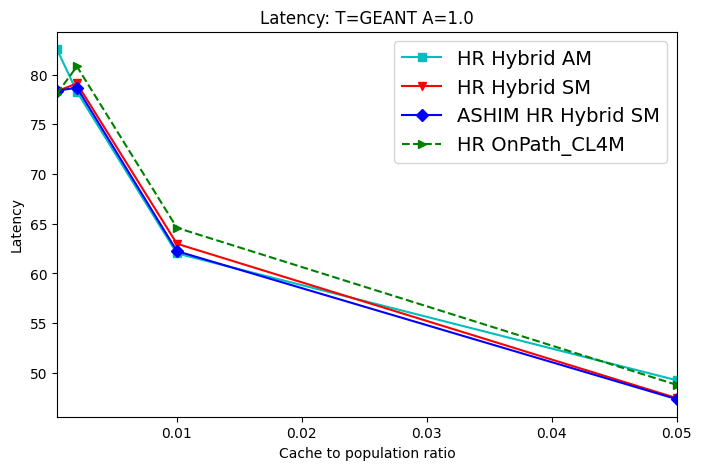 Latency: T=GEANT A=1.0
HR Hybrid AM
HR Hybrid SM
ASHIM HR Hybrid SM
HR OnPath_CL4M
80
75
70
65
60
55
50
Latency
0.01
0.02
0.03
0.04
0.05
Cache to population ratio